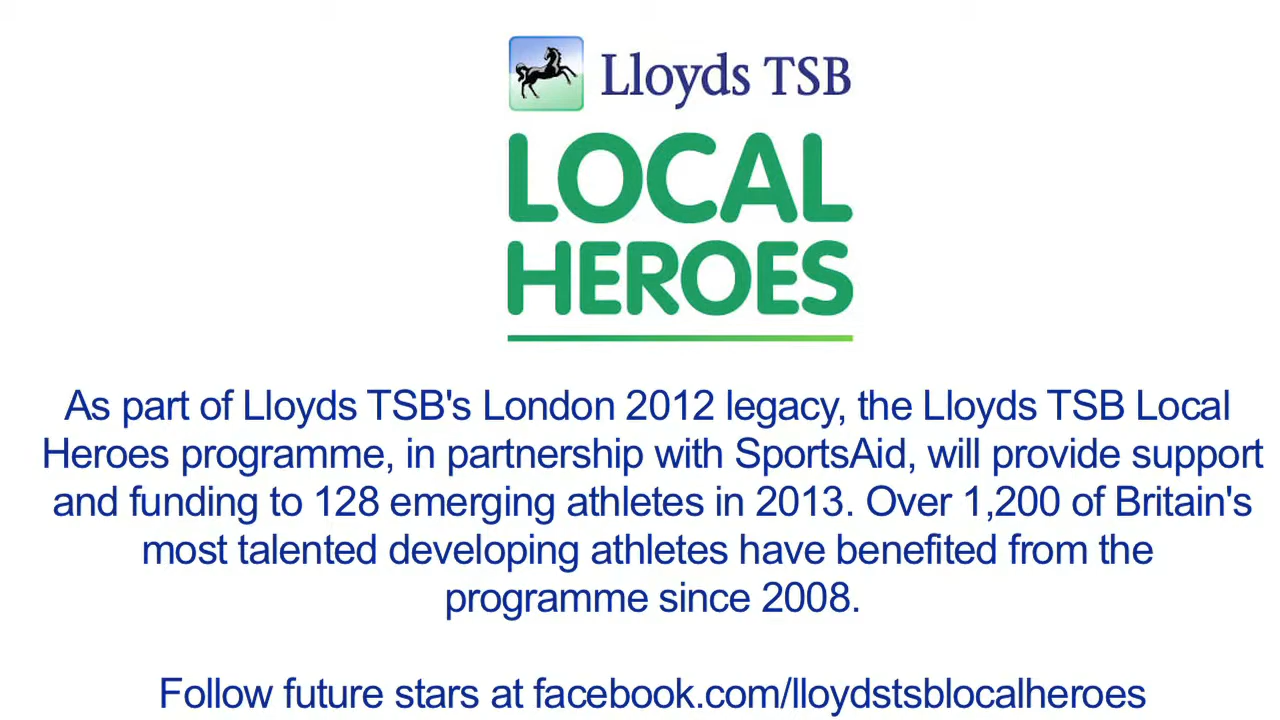 Lloyds TSB
LOCAL
HEROES
As part of Lloyds TSB's London 2012 legacy, the Lloyds TSB Local
Heroes programme, in partnership with SportsAid, will provide support
and funding to 128 emerging athletes in 2013. Over 1,200 of Britain's
most talented developing athletes have benefited from the
programme since 2008.
Follow future stars at facebook.com/lloydstsblocalheroes